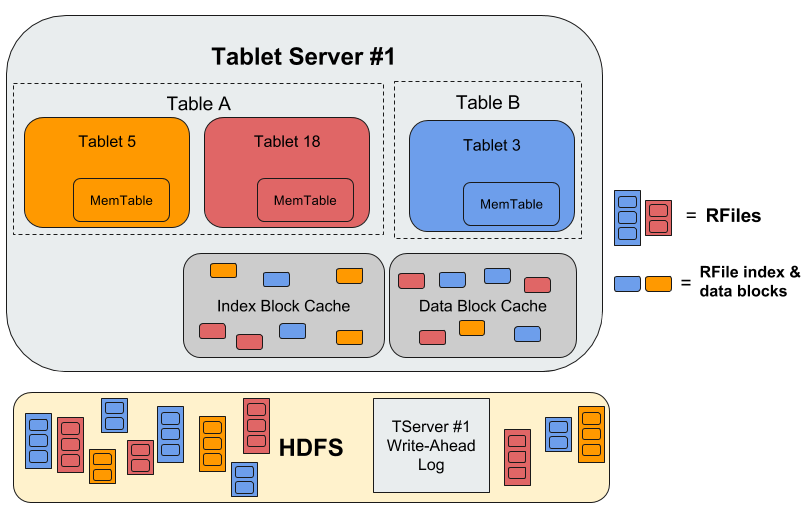 Tablet Server #1
Table A
Table B
Tablet 5
Tablet 18
Tablet 3
MemTable
MemTable
MemTable
= RFiles
= RFile index &
data blocks
Index Block Cache
Data Block Cache
HDFS
TServer #1
Write-Ahead
Log